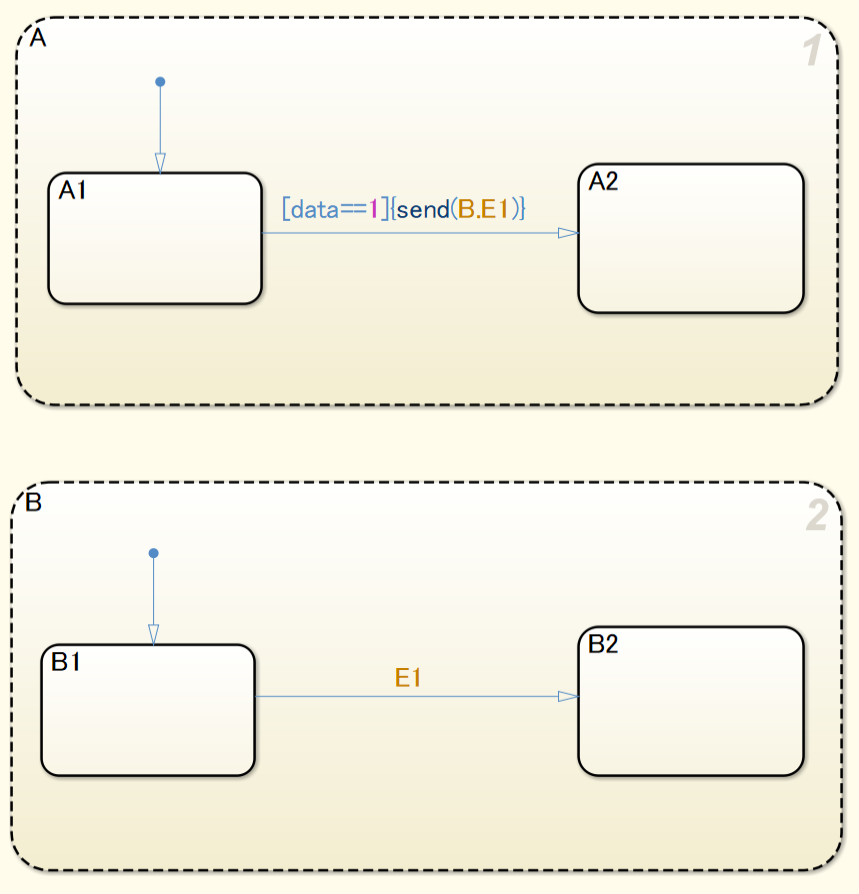 A
1
A1
[data==1]{send(B.E1)}
A2
B
2
B1
E1
B2